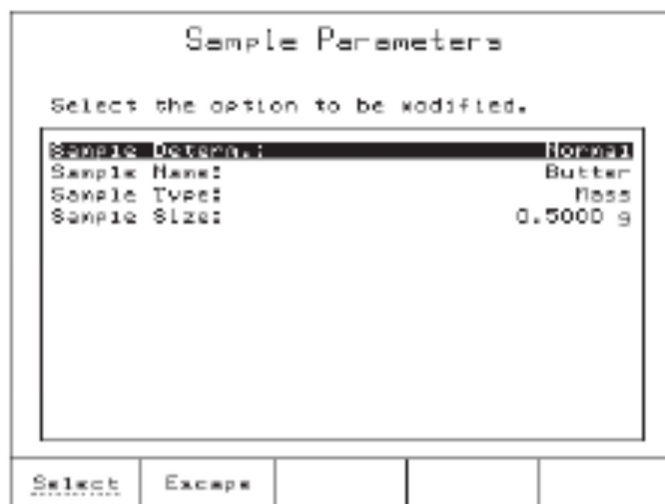 Sample Parameters
Select the option to be modified.
Sample Determ.: Normal
Sample Name: Butter
Sample Type: Mass
Sample Size: 0.5000 g
Select Escape